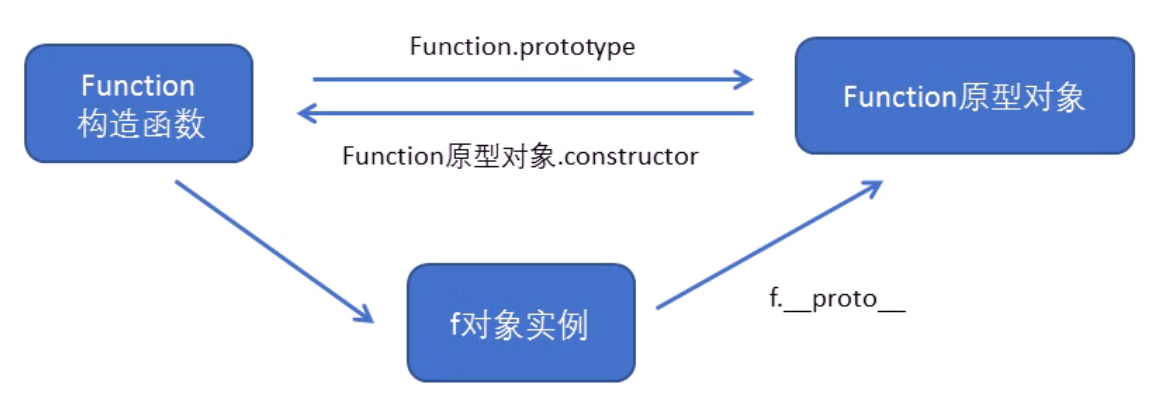 Function.prototype
Function
构造函数
Function原型对象
Function原型对象.constructor
f对象实例
f.__proto__